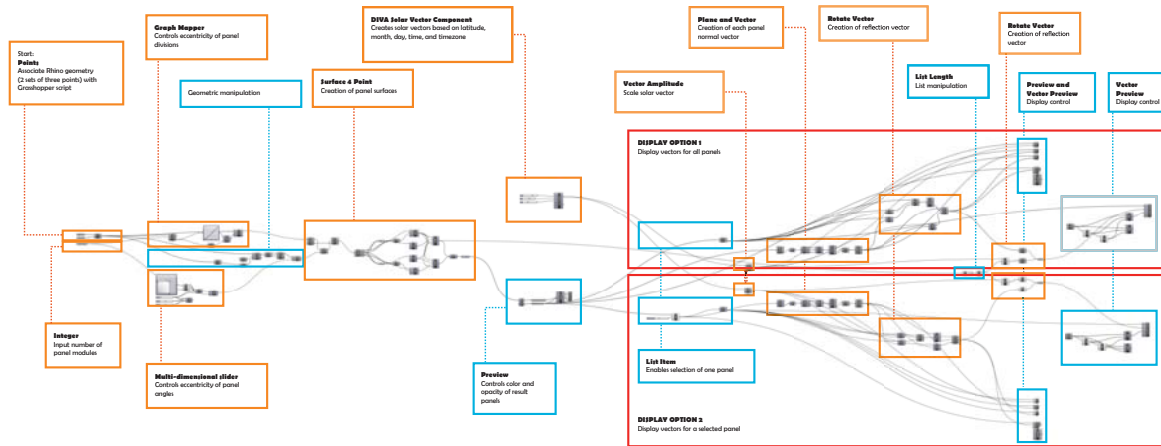 Start:
Points
Associate Rhino geometry
(2 sets of three points) with
Grasshopper script
Graph Mapper
Controls eccentricity of panel
divisions
Geometric manipulation
Surface 4 Point
Creation of panel surfaces
DIVA Solar Vector Component
Creates solar vectors based on latitude,
month, day, time, and timezone
Vector Amplitude
Scale solar vector
Plane and Vector
Creation of each panel
normal vector
Rotate Vector
Creation of reflection vector
List Length
List manipulation
Rotate Vector
Creation of reflection
vector
Preview and
Vector Preview
Display control
Vector
Preview
Display control
DISPLAY OPTION 1
Display vectors for all panels
Integer
Input number of
panel modules
Multi-dimensional slider
Controls eccentricity of panel
angles
Preview
Controls color and
opacity of result
panels
List Item
Enables selection of one panel
DISPLAY OPTION 2
Display vectors for a selected panel